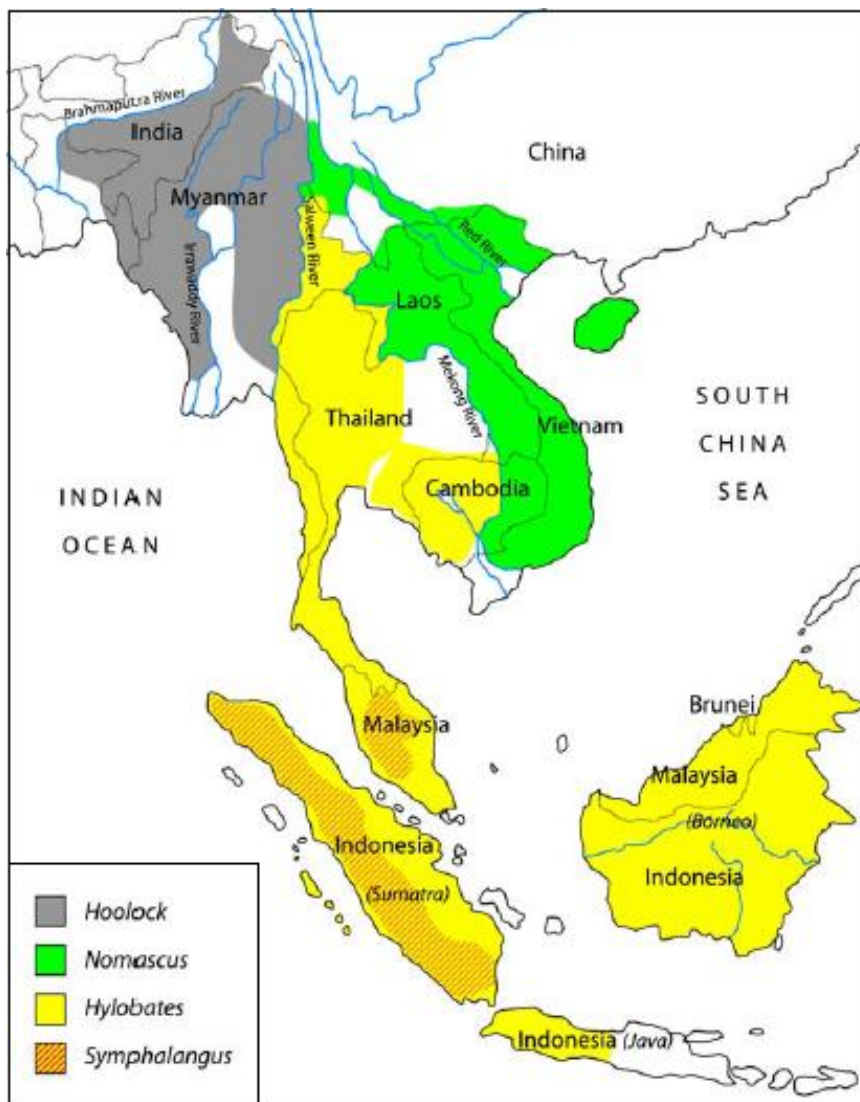 Brahmaputra River
India
China
Myanmar
Salween River
Red River
Irrawaddy River
Laos
Mekong River
Thailand
Vietnam
SOUTH
CHINA
SEA
Cambodia
INDIAN
OCEAN
Brunei
Malaysia
Malaysia
(Borneo)
Indonesia
Indonesia
(Sumatra)
Hoolock
Nomascus
Hylobates
Symphalangus
Indonesia (Java)